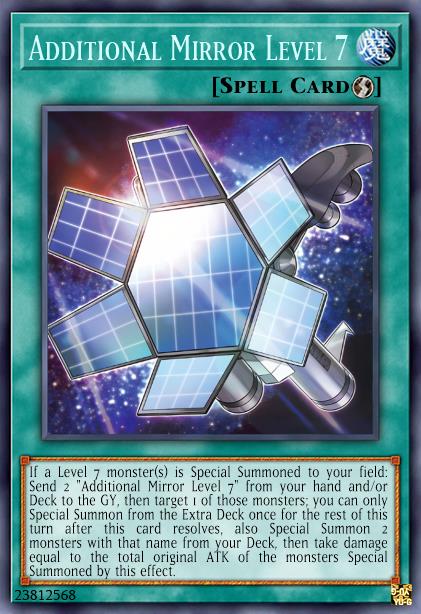 ADDITIONAL MIRROR LEVEL 7
魔
[SPELL CARD]
If a Level 7 monster(s) is Special Summoned to your field:
Send 2 "Additional Mirror Level 7" from your hand and/or
Deck to the GY, then target 1 of those monsters; you can only
Special Summon from the Extra Deck once for the rest of this
turn after this card resolves, also Special Summon 2
monsters with that name from your Deck, then take damage
equal to the total original ATK of the monsters Special
Summoned by this effect.
23812568